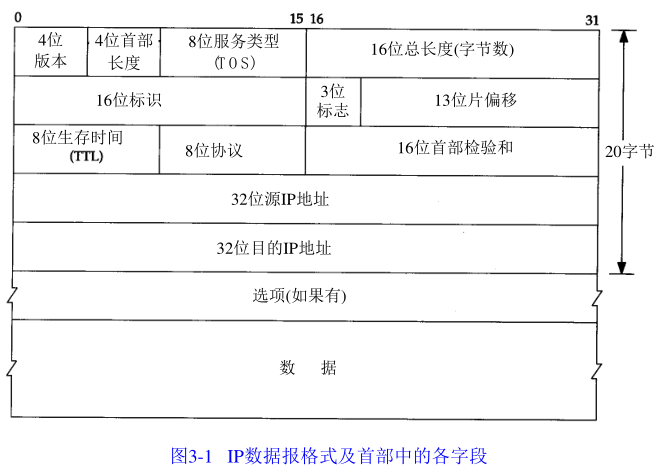 0 15 16 31
4位 版本
4位首部 长度
8位服务类型 (TOS)
16位总长度(字节数)
16位标识
3位 标志
13位片偏移
8位生存时间 (TTL)
8位协议
16位首部检验和
20字节
32位源IP地址
32位目的IP地址
选项(如果有)
数 据
图3-1 IP数据报格式及首部中的各字段